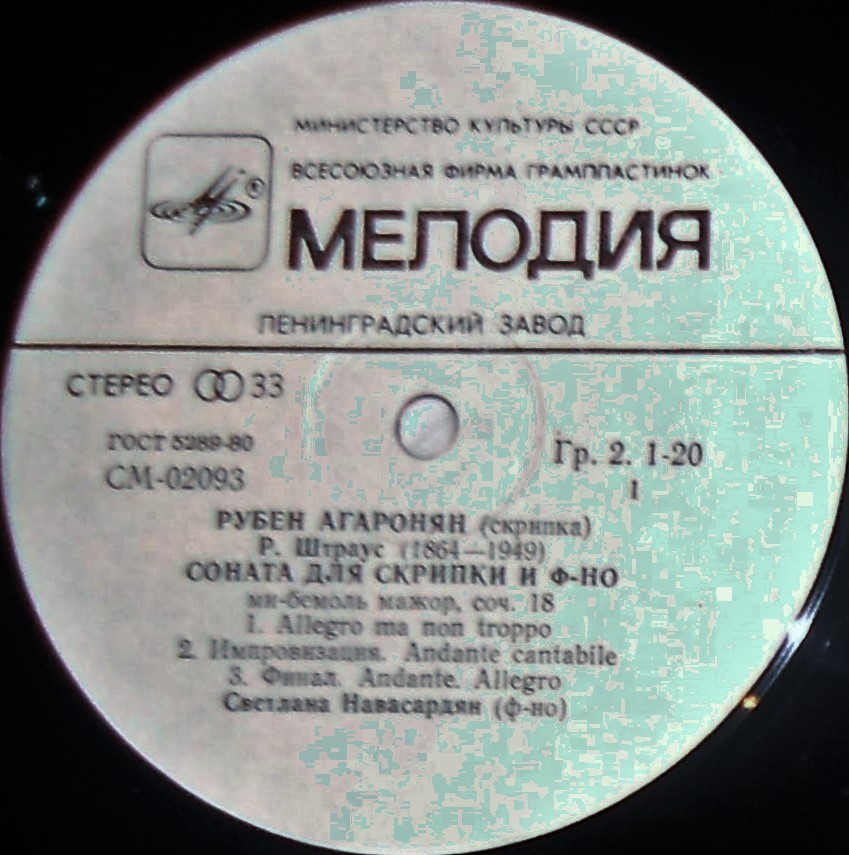 МИНИСТЕРСТВО КУЛЬТУРЫ СССР
ВСЕСОЮЗНАЯ ФИРМА ГРАМПЛАСТИНОК
МЕЛОДИЯ
ЛЕНИНГРАДСКИЙ ЗАВОД
СТЕРЕО 33
ГОСТ 5289-80
СМ-02093
Гр. 2. 1-20
1
РУБЕН АГАРОНЯН (скрипка)
Р. Штраус (1864—1949)
СОНАТА ДЛЯ СКРИПКИ И Ф-НО
ми-бемоль мажор, соч. 18
1. Allegro ma non troppo
2. Импровизация. Andante cantabile
3. Финал. Andante. Allegro
Светлана Навасардян (ф-но)